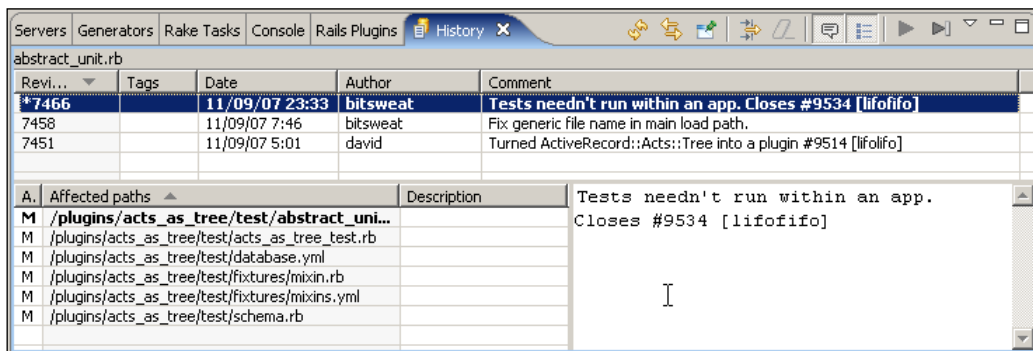 Servers Generators Rake Tasks Console Rails Plugins History
abstract_unit.rb
Revi... Tags Date Author Comment
*7466 11/09/07 23:33 bitsweat Tests needn't run within an app. Closes #9534 [lifofifo]
7458 11/09/07 7:46 bitsweat Fix generic file name in main load path.
7451 11/09/07 5:01 david Turned ActiveRecord::Acts::Tree into a plugin #9514 [lifolifo]
A. Affected paths Description
M /plugins/acts_as_tree/test/abstract_uni...
M /plugins/acts_as_tree/test/acts_as_tree_test.rb
M /plugins/acts_as_tree/test/database.yml
M /plugins/acts_as_tree/test/fixtures/mixin.rb
M /plugins/acts_as_tree/test/fixtures/mixins.yml
M /plugins/acts_as_tree/test/schema.rb
Tests needn't run within an app.
Closes #9534 [lifofifo]